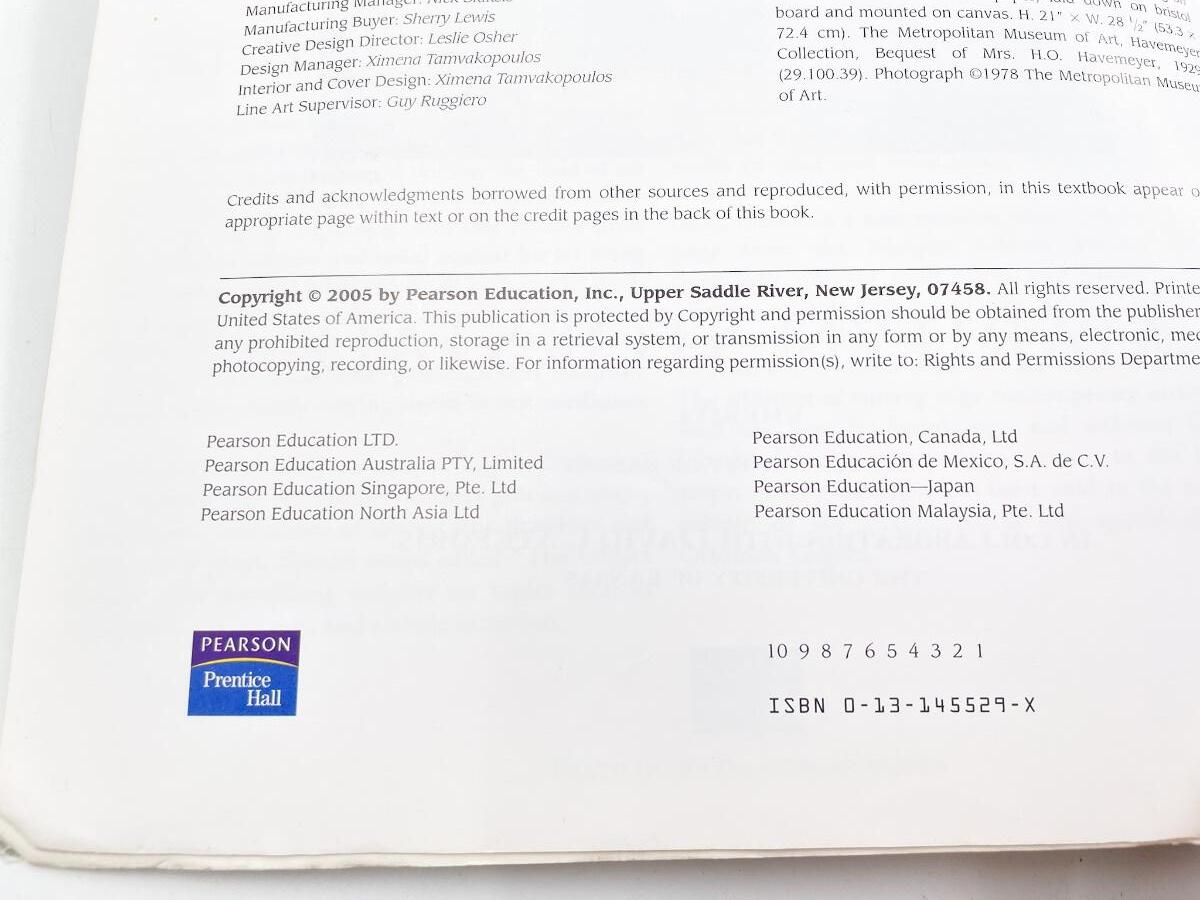 Manufacturing Manager:
Manufacturing Buyer: Sherry Lewis
Creative Design Director: Leslie Osher
Design Manager: Ximena Tamvakopoulos
Interior and Cover Design: Ximena Tamvakopoulos
Line Art Supervisor: Guy Ruggiero
down on bristol
board and mounted on canvas. H. 21" × W. 28 ½" (53.3 ×
72.4 cm). The Metropolitan Museum of Art, Havemeyer
Collection, Bequest of Mrs. H.O. Havemeyer, 1929
(29.100.39). Photograph ©1978 The Metropolitan Museu
of Art.
Credits and acknowledgments borrowed from other sources and reproduced, with permission, in this textbook appear o
appropriate page within text or on the credit pages in the back of this book.
Copyright © 2005 by Pearson Education, Inc., Upper Saddle River, New Jersey, 07458. All rights reserved. Printe
United States of America. This publication is protected by Copyright and permission should be obtained from the publisher
any prohibited reproduction, storage in a retrieval system, or transmission in any form or by any means, electronic, mec
photocopying, recording, or likewise. For information regarding permission(s), write to: Rights and Permissions Departme
Pearson Education LTD.
Pearson Education Australia PTY, Limited
Pearson Education Singapore, Pte. Ltd
Pearson Education North Asia Ltd
Pearson Education, Canada, Ltd
Pearson Educación de Mexico, S.A. de C.V.
Pearson Education—Japan
Pearson Education Malaysia, Pte. Ltd
PEARSON
Prentice
Hall
10 9 8 7 6 5 4 3 2 1
ISBN 0-13-145529-X